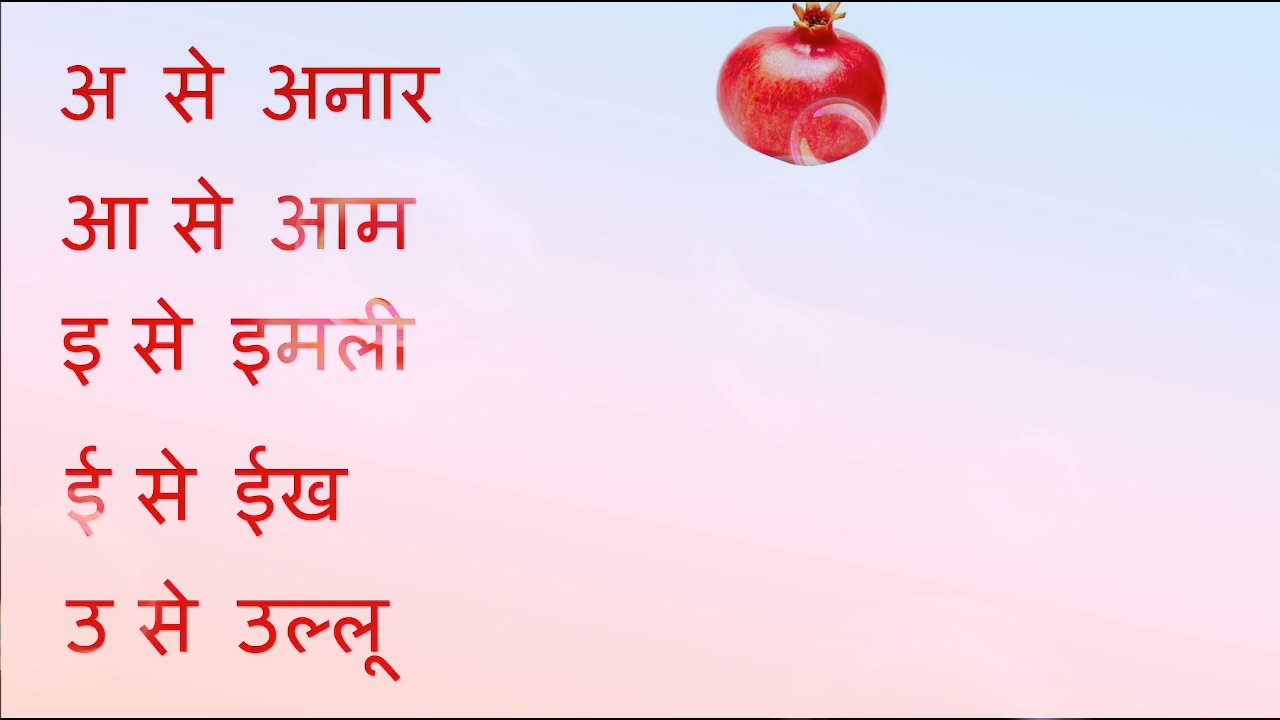 अ से अनार
आ से आम
इ से इमली
ई से ईख
उ से उल्लू